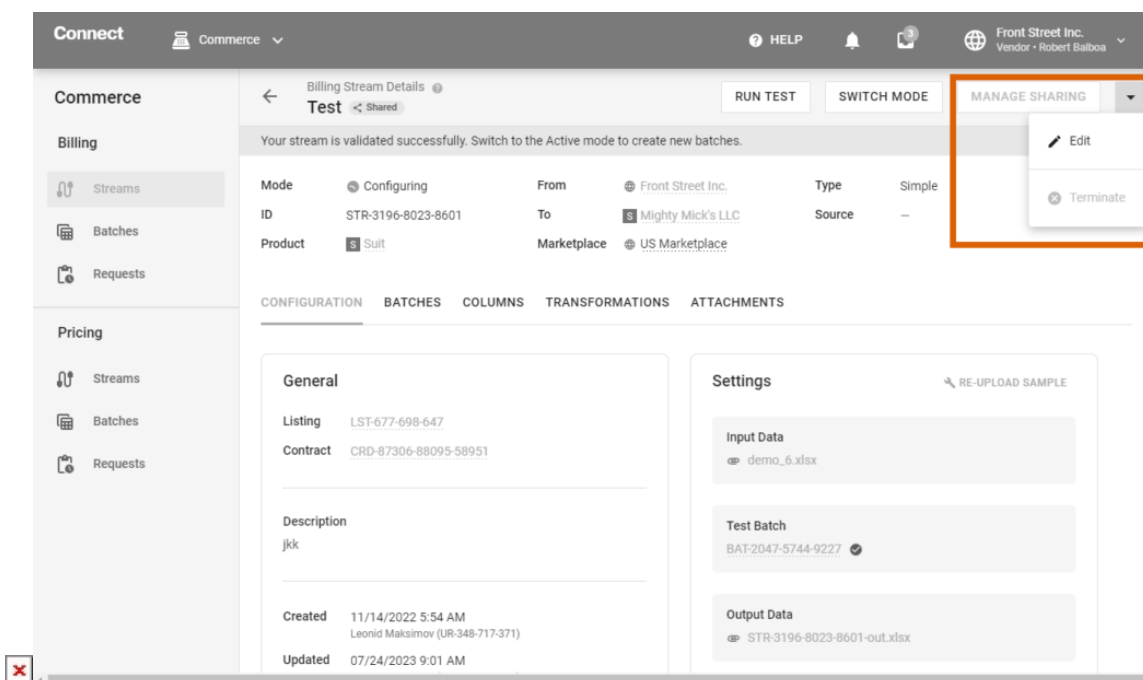 Connect
Commerce
HELP
3
Front Street Inc.
Vendor • Robert Balboa
Commerce
Billing
Streams
Batches
Requests
Pricing
Streams
Batches
Requests
Billing Stream Details
Test Shared
RUN TEST SWITCH MODE MANAGE SHARING
Edit
Terminate
Your stream is validated successfully. Switch to the Active mode to create new batches.
Mode Configuring From Front Street Inc. Type Simple
ID STR-3196-8023-8601 To S Mighty Mick's LLC Source –
Product S Suit Marketplace US Marketplace
CONFIGURATION BATCHES COLUMNS TRANSFORMATIONS ATTACHMENTS
General
Listing LST-677-698-647
Contract CRD-87306-88095-58951
Description
jkk
Created 11/14/2022 5:54 AM
Leonid Maksimov (UR-348-717-371)
Updated 07/24/2023 9:01 AM
Settings RE-UPLOAD SAMPLE
Input Data
demo_6.xlsx
Test Batch
BAT-2047-5744-9227
Output Data
STR-3196-8023-8601-out.xlsx